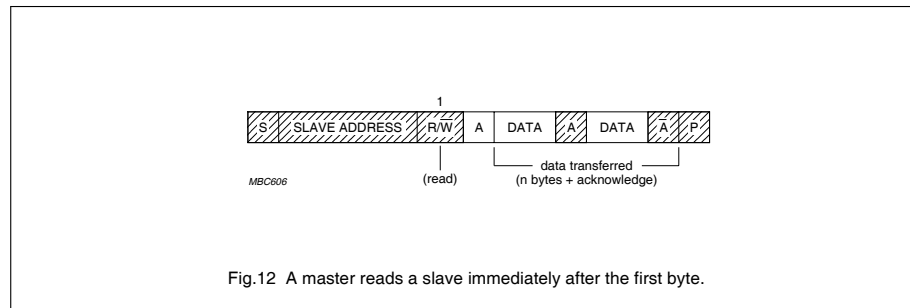 1
S SLAVE ADDRESS R/W̅ A DATA A DATA A̅ P
(read)
data transferred
(n bytes + acknowledge)
MBC606
Fig.12 A master reads a slave immediately after the first byte.